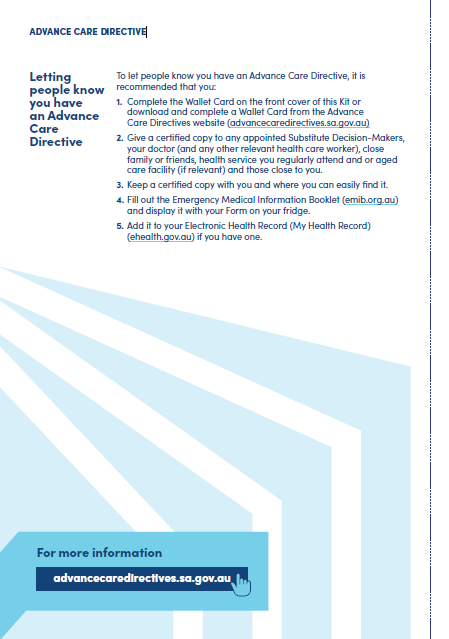 ADVANCE CARE DIRECTIVE
Letting
people know
you have
an Advance
Care
Directive
To let people know you have an Advance Care Directive, it is
recommended that you:
1. Complete the Wallet Card on the front cover of this Kit or
download and complete a Wallet Card from the Advance
Care Directives website (advancecaredirectives.sa.gov.au)
2. Give a certified copy to any appointed Substitute Decision-Makers,
your doctor (and any other relevant health care worker), close
family or friends, health service you regularly attend and or aged
care facility (if relevant) and those close to you.
3. Keep a certified copy with you and where you can easily find it.
4. Fill out the Emergency Medical Information Booklet (emib.org.au)
and display it with your Form on your fridge.
5. Add it to your Electronic Health Record (My Health Record)
(ehealth.gov.au) if you have one.
For more information
advancecaredirectives.sa.gov.au